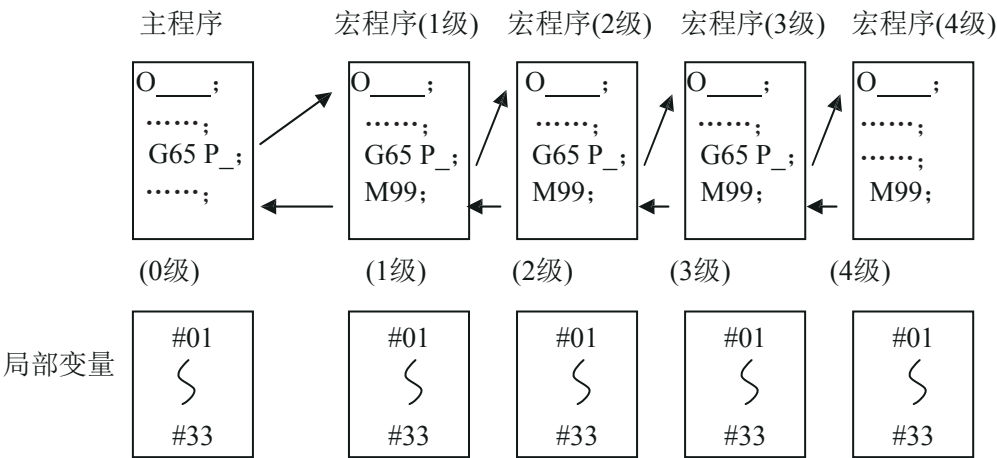 主程序 宏程序(1级) 宏程序(2级) 宏程序(3级) 宏程序(4级)
O____; O____; O____; O____; O____;
……; ……; ……; ……; ……;
G65 P_; G65 P_; G65 P_; G65 P_; ……;
……; M99; M99; M99; M99;
(0级) (1级) (2级) (3级) (4级)
#01 #01 #01 #01 #01
局部变量
#33 #33 #33 #33 #33